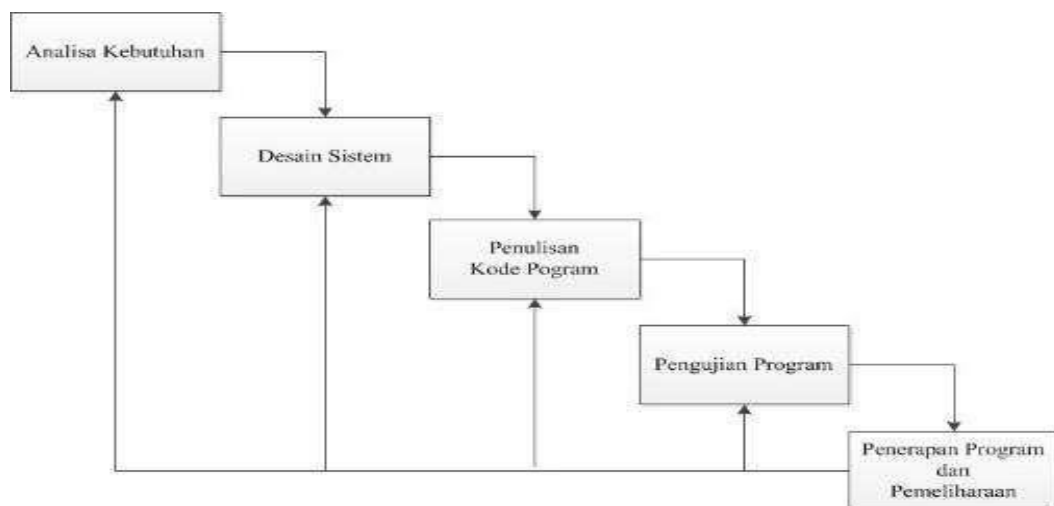 Analisa Kebutuhan
Desain Sistem
Penulisan
Kode Pogram
Pengujian Program
Penerapan Program
dan
Pemeliharaan